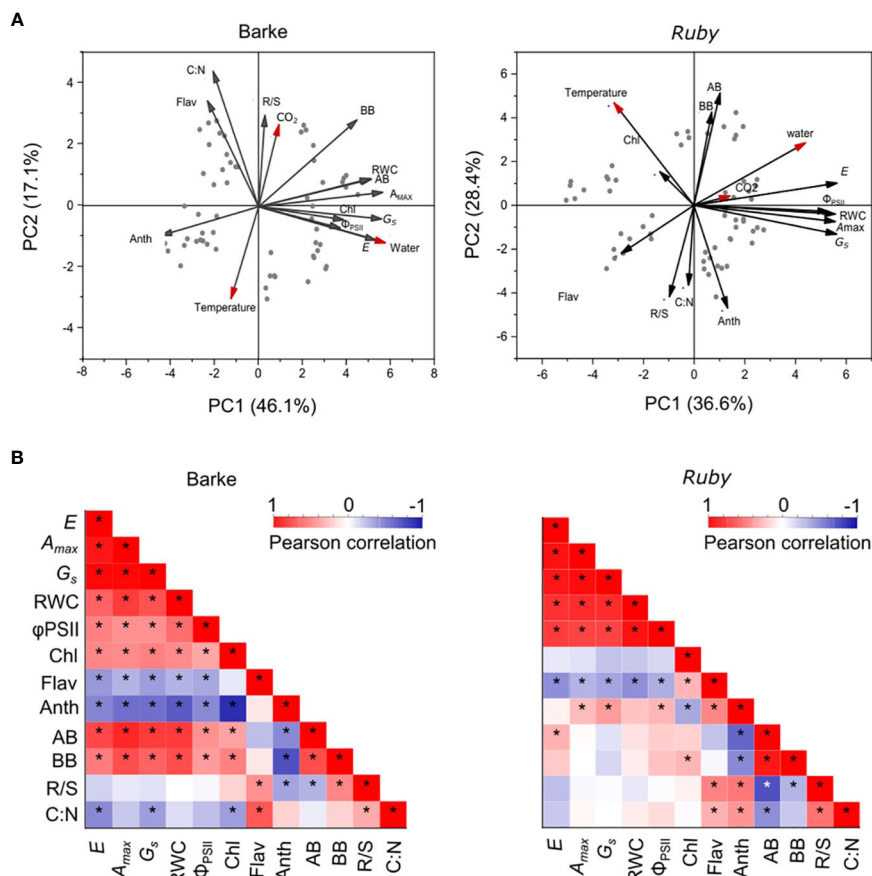 A
Barke
Ruby
C:N
Flav
R/S
CO2
BB
RWC
AB
AMAX
Chl
ΦPSII
GS
E
Water
Anth
Temperature
4
2
0
-2
-4
PC2 (17.1%)
-8 -6 -4 -2 0 2 4 6 8
PC1 (46.1%)
Temperature
AB
BB
Chl
water
E
CO2
ΦPSII
RWC
Amax
GS
Flav
R/S
C:N
Anth
6
4
2
0
-2
-4
-6
PC2 (28.4%)
-6 -4 -2 0 2 4 6
PC1 (36.6%)
B
Barke
Ruby
1 0 -1
Pearson correlation
1 0 -1
Pearson correlation
E
Amax
Gs
RWC
φPSII
Chl
Flav
Anth
AB
BB
R/S
C:N
E Amax Gs RWC ΦPSII Chl Flav Anth AB BB R/S C:N
E Amax Gs RWC ΦPSII Chl Flav Anth AB BB R/S C:N